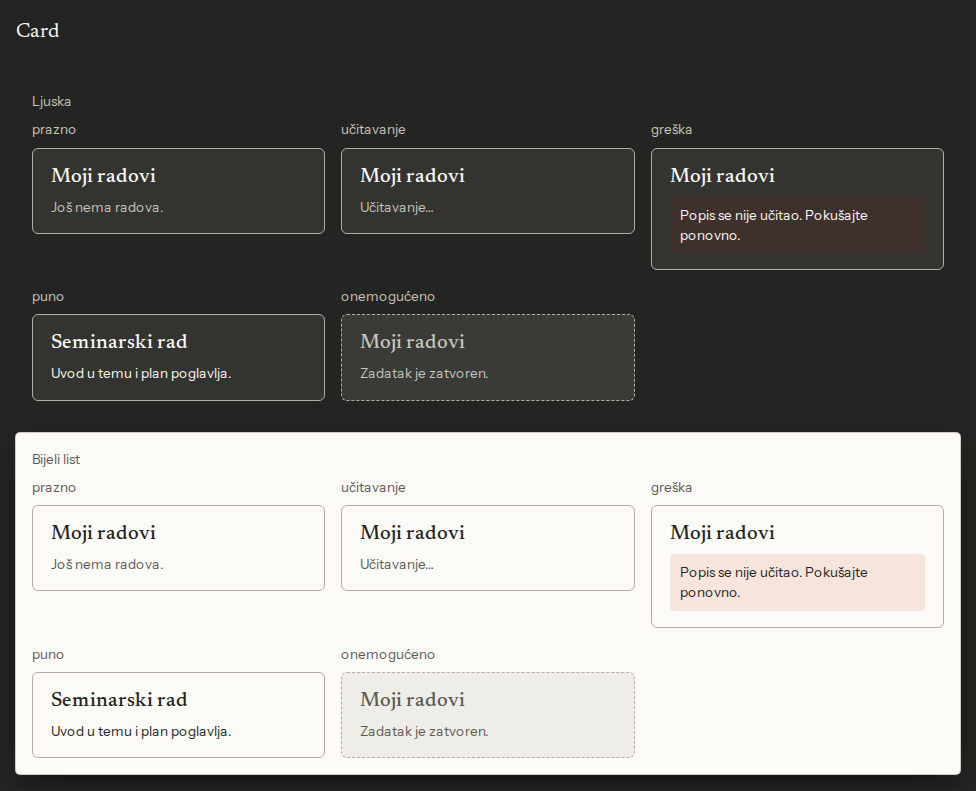 Card
Ljuska
prazno
učitavanje
greška
Moji radovi
Još nema radova.
Moji radovi
Učitavanje…
Moji radovi
Popis se nije učitao. Pokušajte
ponovno.
puno
onemogućeno
Seminarski rad
Uvod u temu i plan poglavlja.
Moji radovi
Zadatak je zatvoren.
Bijeli list
prazno
učitavanje
greška
Moji radovi
Još nema radova.
Moji radovi
Učitavanje…
Moji radovi
Popis se nije učitao. Pokušajte
ponovno.
puno
onemogućeno
Seminarski rad
Uvod u temu i plan poglavlja.
Moji radovi
Zadatak je zatvoren.